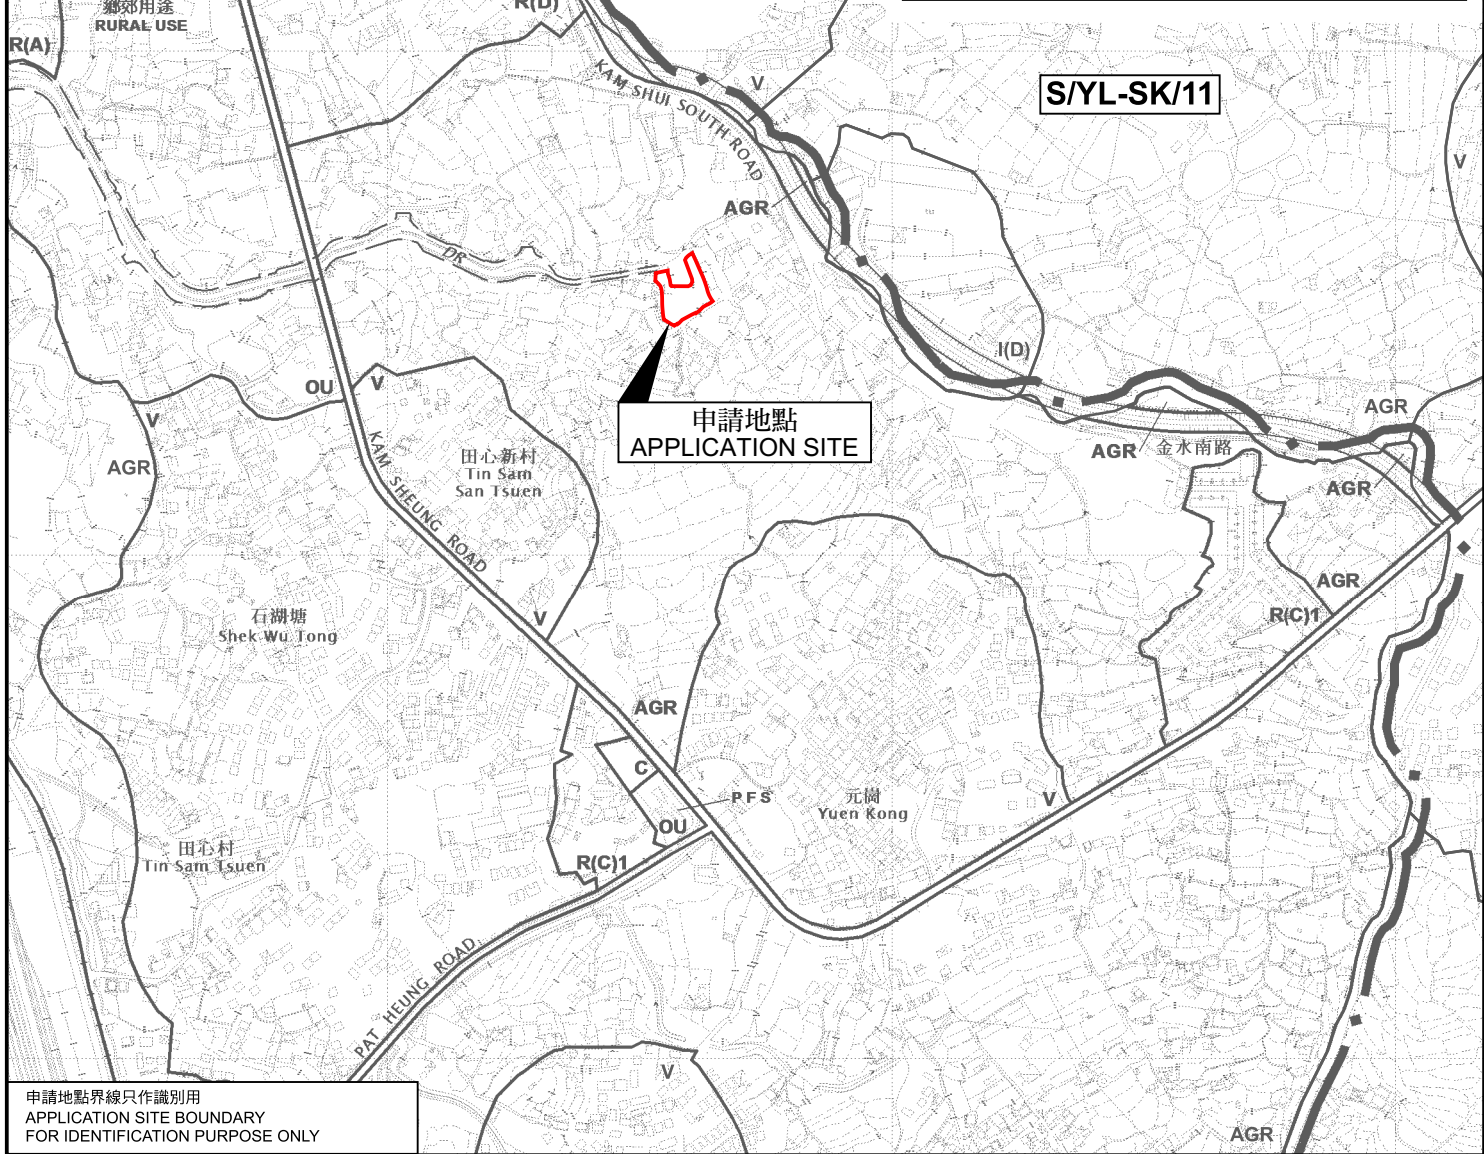 鄉郊用途
RURAL USE
R(A)
R(D)
KAM SHUI SOUTH ROAD
V
S/YL-SK/11
V
AGR
DR
I(D)
OU
V
V
申請地點
APPLICATION SITE
AGR
AGR
金水南路
AGR
KAM SHEUNG ROAD
田心新村
Tin Sam
San Tsuen
AGR
AGR
R(C)1
石湖塘
Shek Wu Tong
V
AGR
C
PFS
元崗
Yuen Kong
V
OU
田心村
Tin Sam Tsuen
R(C)1
PAT HEUNG ROAD
V
申請地點界線只作識別用
APPLICATION SITE BOUNDARY
FOR IDENTIFICATION PURPOSE ONLY
AGR